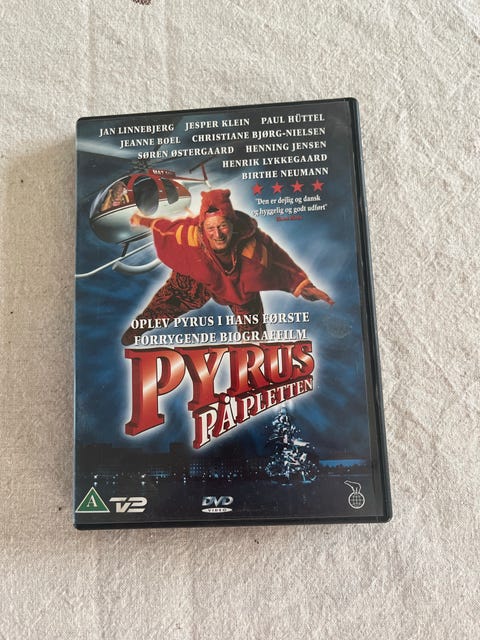 JAN LINNEBJERG JESPER KLEIN PAUL HÜTTEL
JEANNE BOEL CHRISTIANE BJØRG-NIELSEN
SØREN ØSTERGAARD HENNING JENSEN
HENRIK LYKKEGAARD
BIRTHE NEUMANN
"Den er dejlig og dansk
og hyggelig og godt udført"
OPLEV PYRUS I HANS FØRSTE
FORRYGENDE BIOGRAFFILM
PYRUS
PÅ PLETTEN
A TV2 DVD
VIDEO